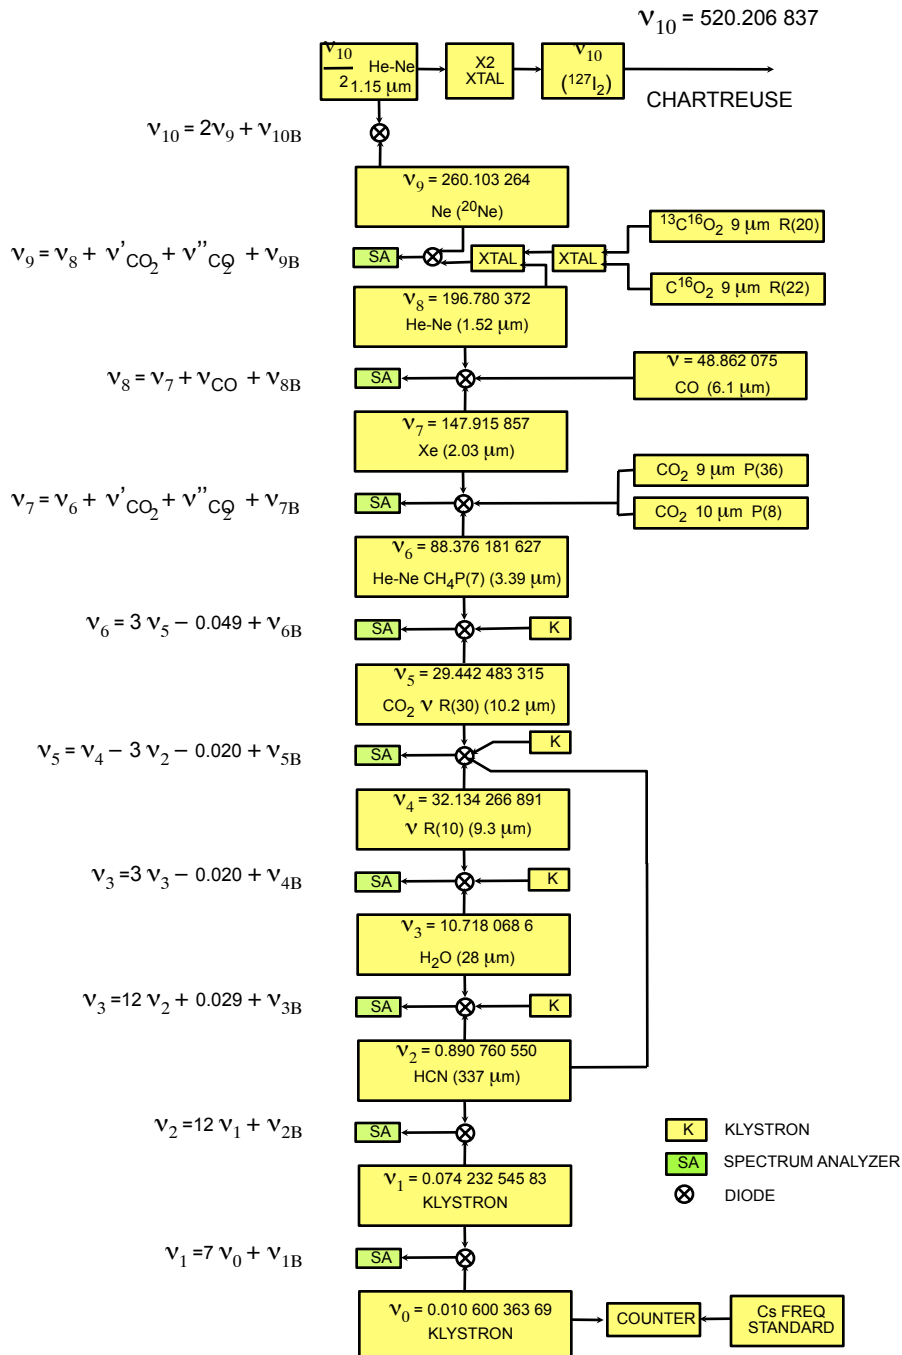 ν10 = 520.206 837
ν10
2 He-Ne
1.15 μm
X2
XTAL
ν10
(127I2)
CHARTREUSE
ν10 = 2ν9 + ν10B
ν9 = 260.103 264
Ne (20Ne)
13C16O2 9 μm R(20)
ν9 = ν8 + ν'CO2 + ν''CO2 + ν9B
SA
XTAL
XTAL
C16O2 9 μm R(22)
ν8 = 196.780 372
He-Ne (1.52 μm)
ν8 = ν7 + νCO + ν8B
SA
ν = 48.862 075
CO (6.1 μm)
ν7 = 147.915 857
Xe (2.03 μm)
CO2 9 μm P(36)
ν7 = ν6 + ν'CO2 + ν''CO2 + ν7B
SA
CO2 10 μm P(8)
ν6 = 88.376 181 627
He-Ne CH4P(7) (3.39 μm)
ν6 = 3 ν5 − 0.049 + ν6B
SA
K
ν5 = 29.442 483 315
CO2 ν R(30) (10.2 μm)
ν5 = ν4 − 3 ν2 − 0.020 + ν5B
SA
K
ν4 = 32.134 266 891
ν R(10) (9.3 μm)
ν3 =3 ν3 − 0.020 + ν4B
SA
K
ν3 = 10.718 068 6
H2O (28 μm)
ν3 =12 ν2 + 0.029 + ν3B
SA
K
ν2 = 0.890 760 550
HCN (337 μm)
ν2 =12 ν1 + ν2B
SA
K KLYSTRON
SA SPECTRUM ANALYZER
DIODE
ν1 = 0.074 232 545 83
KLYSTRON
ν1 =7 ν0 + ν1B
SA
ν0 = 0.010 600 363 69
KLYSTRON
COUNTER
Cs FREQ
STANDARD